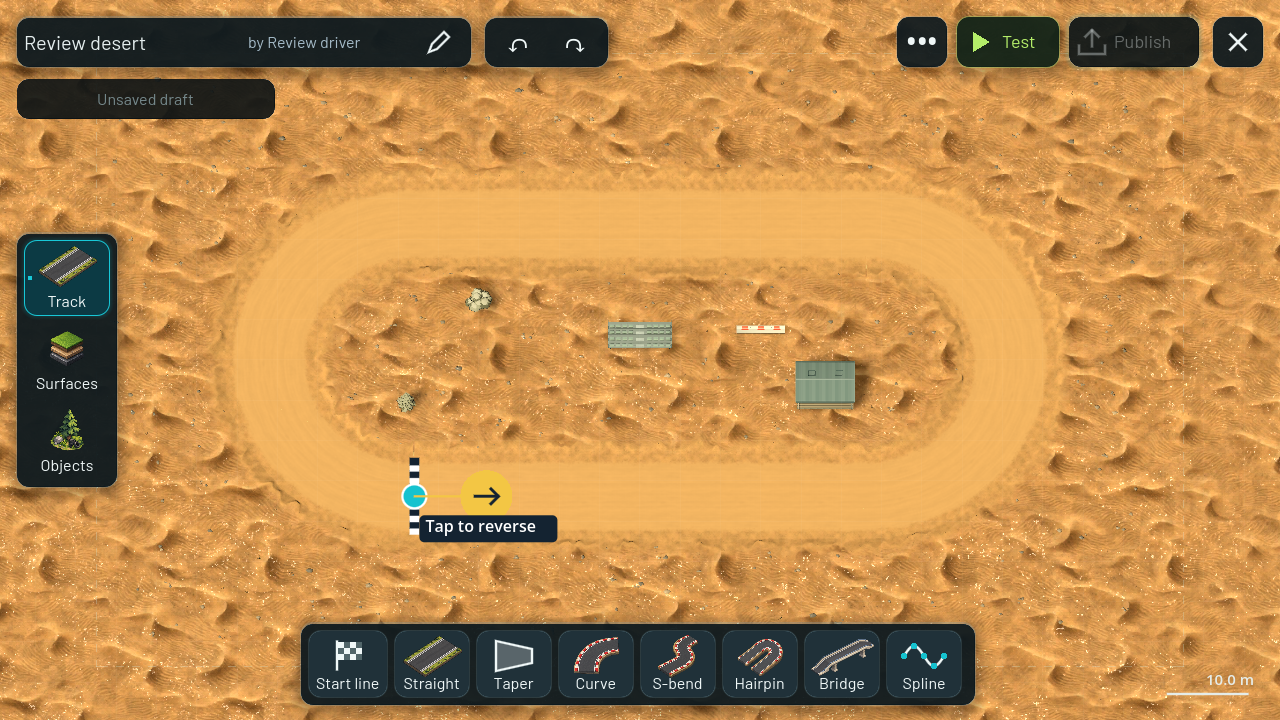 Review desert
by Review driver
Test
Publish
Unsaved draft
Track
Surfaces
Objects
Tap to reverse
Start line
Straight
Taper
Curve
S-bend
Hairpin
Bridge
Spline
10.0 m